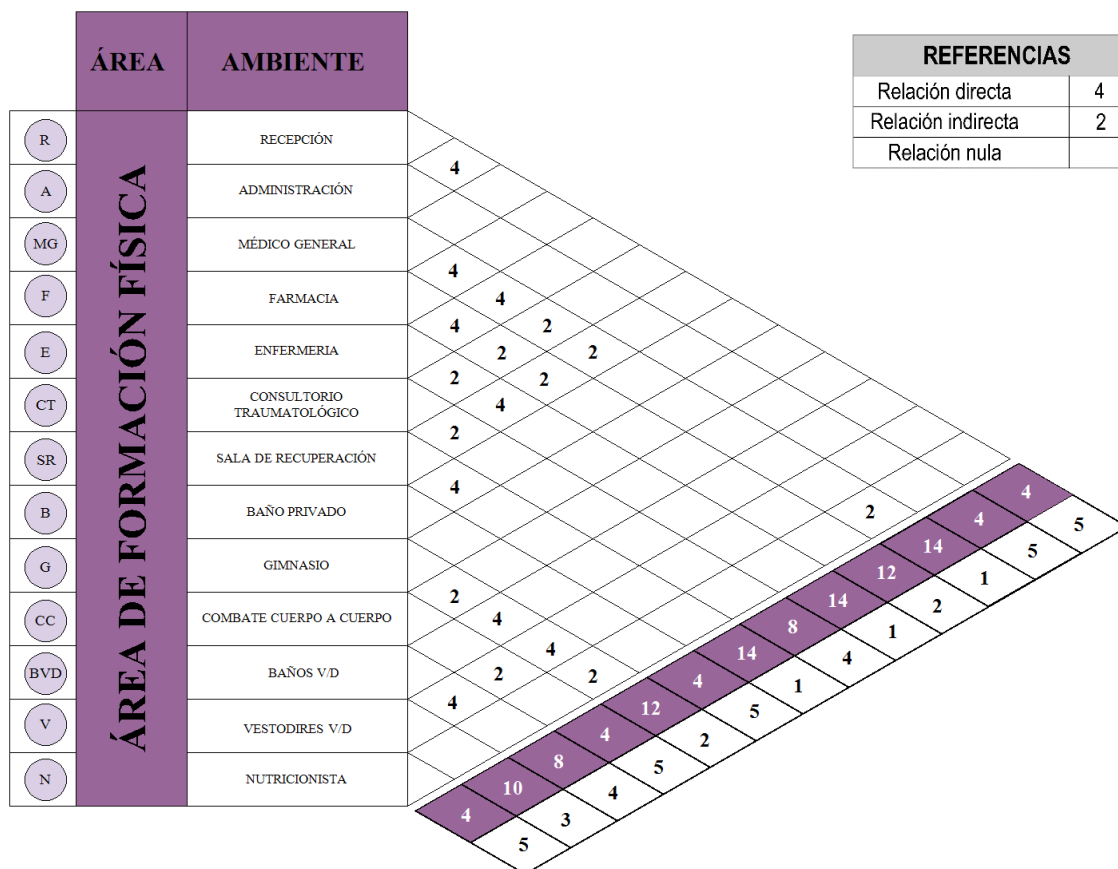 ÁREA AMBIENTE
REFERENCIAS
Relación directa 4
Relación indirecta 2
Relación nula
ÁREA DE FORMACIÓN FÍSICA
R RECEPCIÓN
4
A ADMINISTRACIÓN
MG MÉDICO GENERAL
4
F FARMACIA
4
4 2
E ENFERMERIA
2 2
2 2
CT CONSULTORIO
TRAUMATOLÓGICO
4
2
SR SALA DE RECUPERACIÓN
4
B BAÑO PRIVADO
2
G GIMNASIO
2
CC COMBATE CUERPO A CUERPO
4
4
BVD BAÑOS V/D
2 2
4
V VESTODIRES V/D
N NUTRICIONISTA
4 5
4 5
14 1
12 2
14 1
8 4
14 1
4 5
12 2
4 5
8 4
10 3
4 5